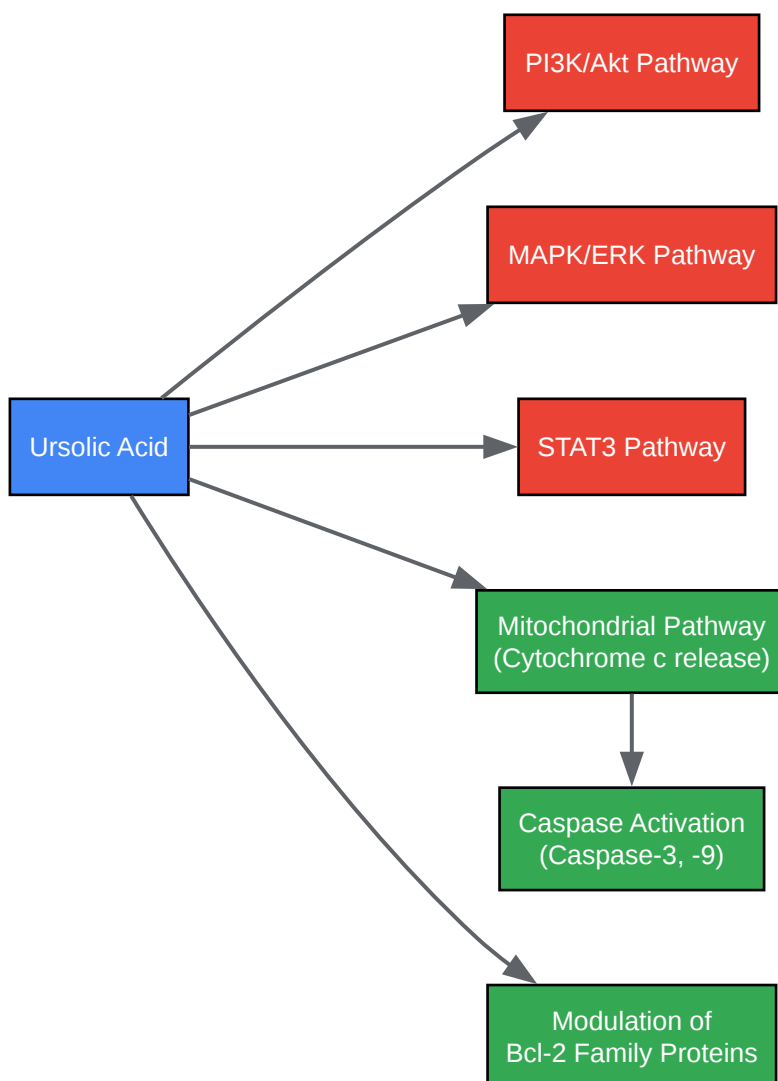 PI3K/Akt Pathway
MAPK/ERK Pathway
Ursolic Acid
STAT3 Pathway
Mitochondrial Pathway
(Cytochrome c release)
Caspase Activation
(Caspase-3, -9)
Modulation of
Bcl-2 Family Proteins